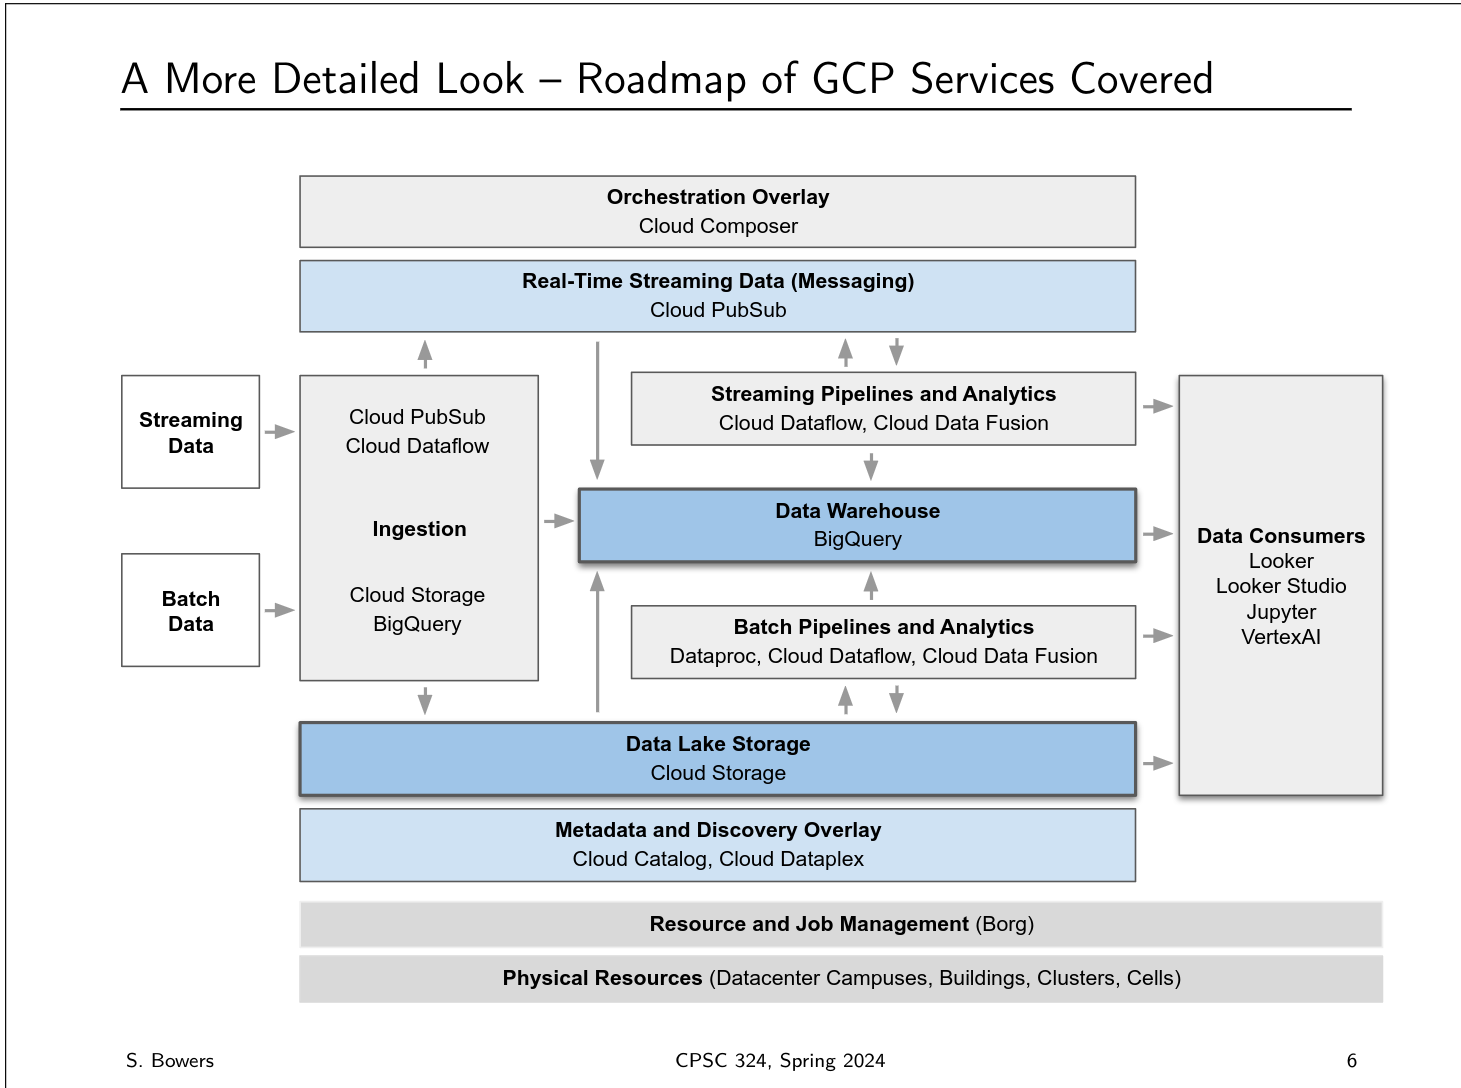 A More Detailed Look – Roadmap of GCP Services Covered
Orchestration Overlay
Cloud Composer
Real-Time Streaming Data (Messaging)
Cloud PubSub
Streaming
Data
Batch
Data
Cloud PubSub
Cloud Dataflow
Ingestion
Cloud Storage
BigQuery
Streaming Pipelines and Analytics
Cloud Dataflow, Cloud Data Fusion
Data Warehouse
BigQuery
Batch Pipelines and Analytics
Dataproc, Cloud Dataflow, Cloud Data Fusion
Data Consumers
Looker
Looker Studio
Jupyter
VertexAI
Data Lake Storage
Cloud Storage
Metadata and Discovery Overlay
Cloud Catalog, Cloud Dataplex
Resource and Job Management (Borg)
Physical Resources (Datacenter Campuses, Buildings, Clusters, Cells)
S. Bowers
CPSC 324, Spring 2024
6